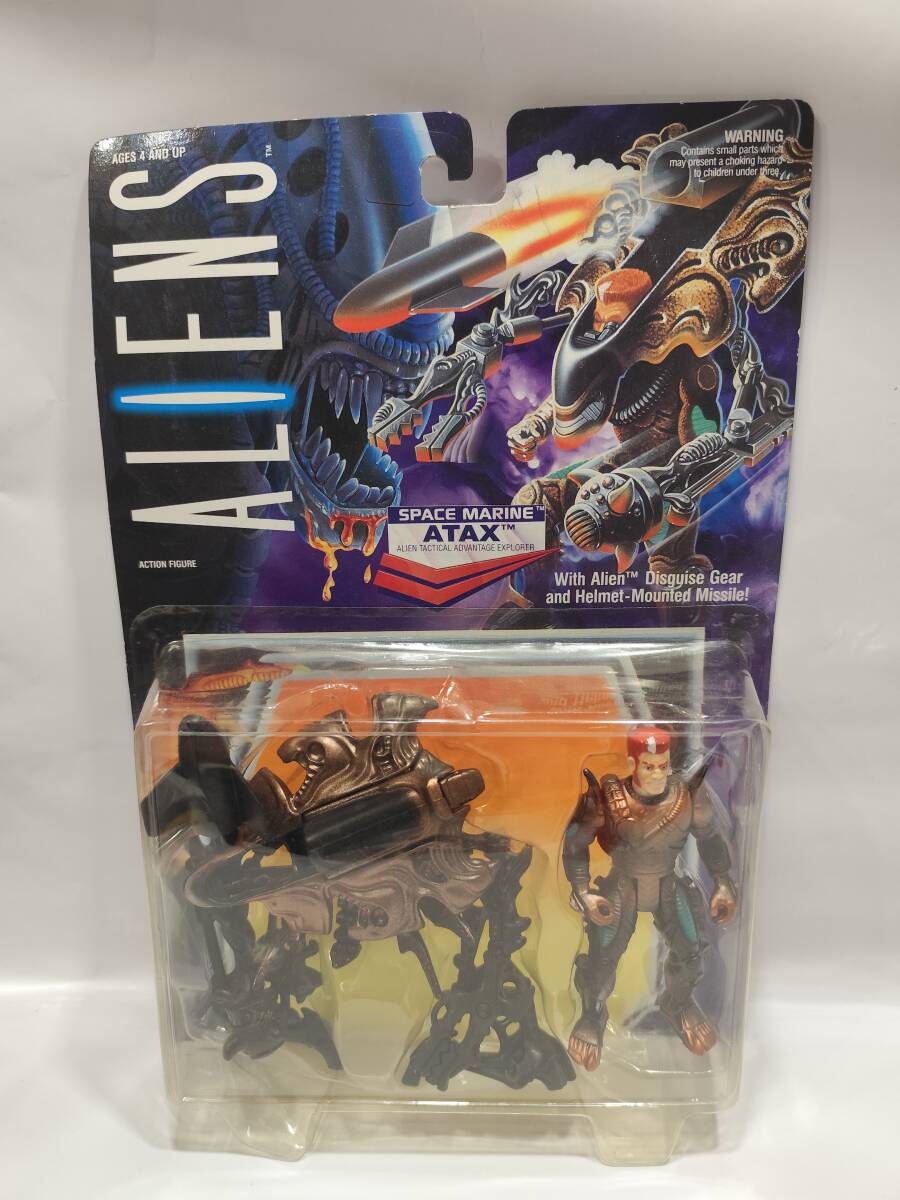 AGES 4 AND UP
ALIENS™
ACTION FIGURE
WARNING
Contains small parts which
may present a choking hazard
to children under three.
SPACE MARINE™
ATAX™
ALIEN TACTICAL ADVANTAGE EXPLORER
With Alien™ Disguise Gear
and Helmet-Mounted Missile!